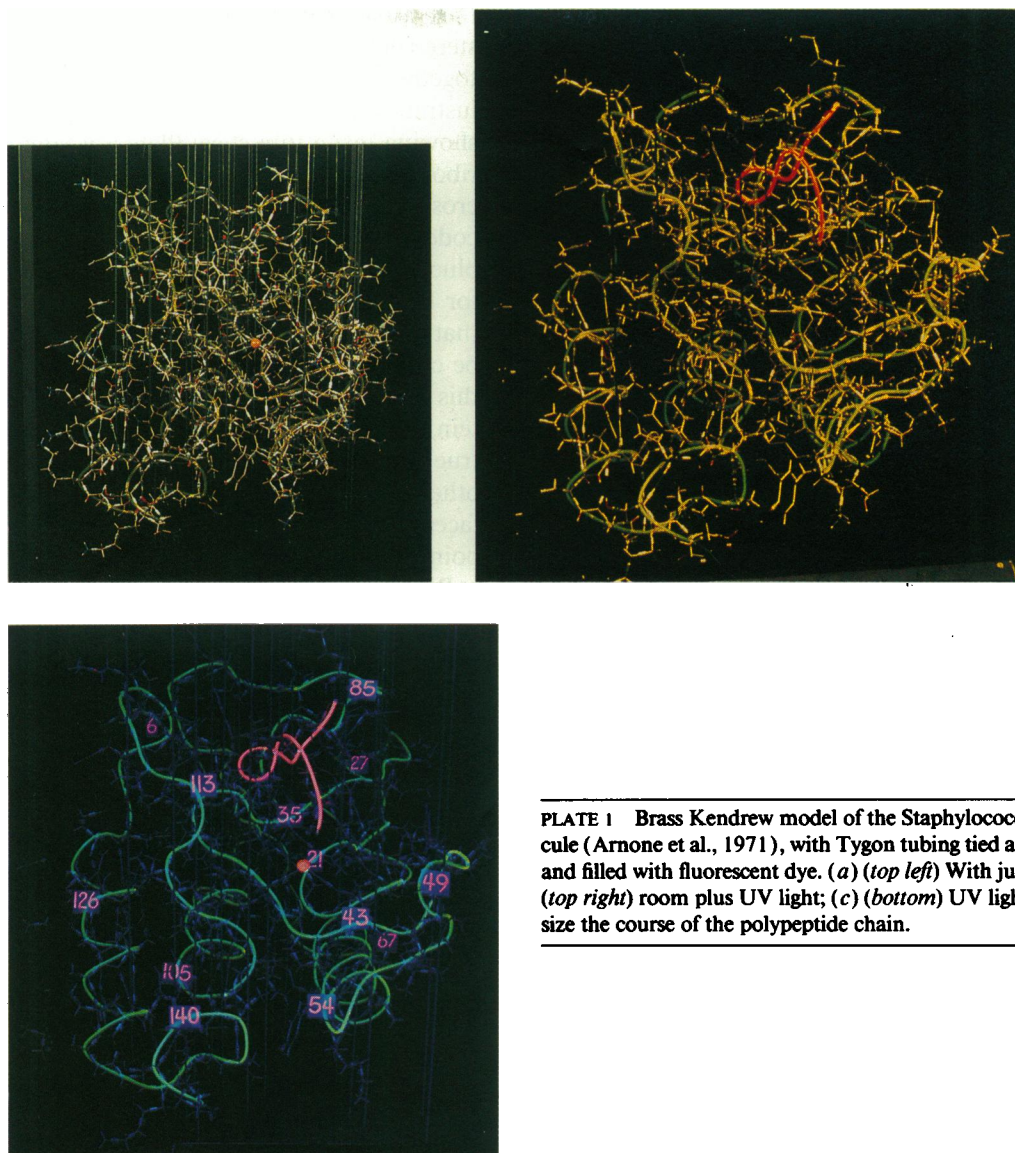 85
6
27
113
35
21
49
126
43
67
105
54
140
PLATE 1 Brass Kendrew model of the Staphylococ
cule (Arnone et al., 1971), with Tygon tubing tied a
and filled with fluorescent dye. (a) (top left) With ju
(top right) room plus UV light; (c) (bottom) UV ligh
size the course of the polypeptide chain.